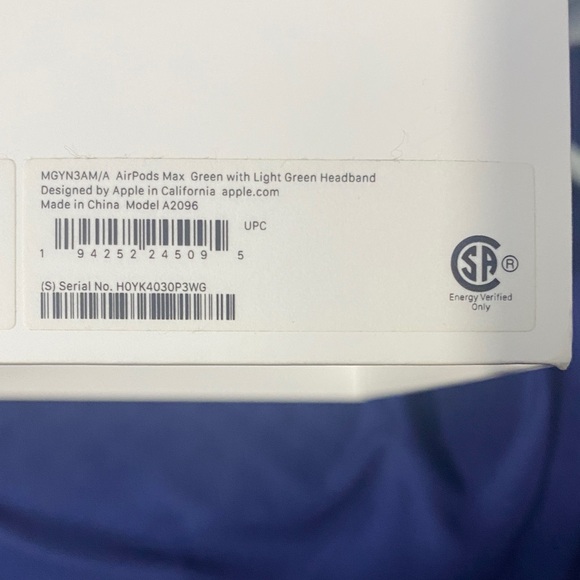 MGYN3AM/A AirPods Max Green with Light Green Headband
Designed by Apple in California apple.com
Made in China Model A2096
UPC
1 94252 24509 5
(S) Serial No. H0YK4030P3WG
CSA®
Energy Verified
Only